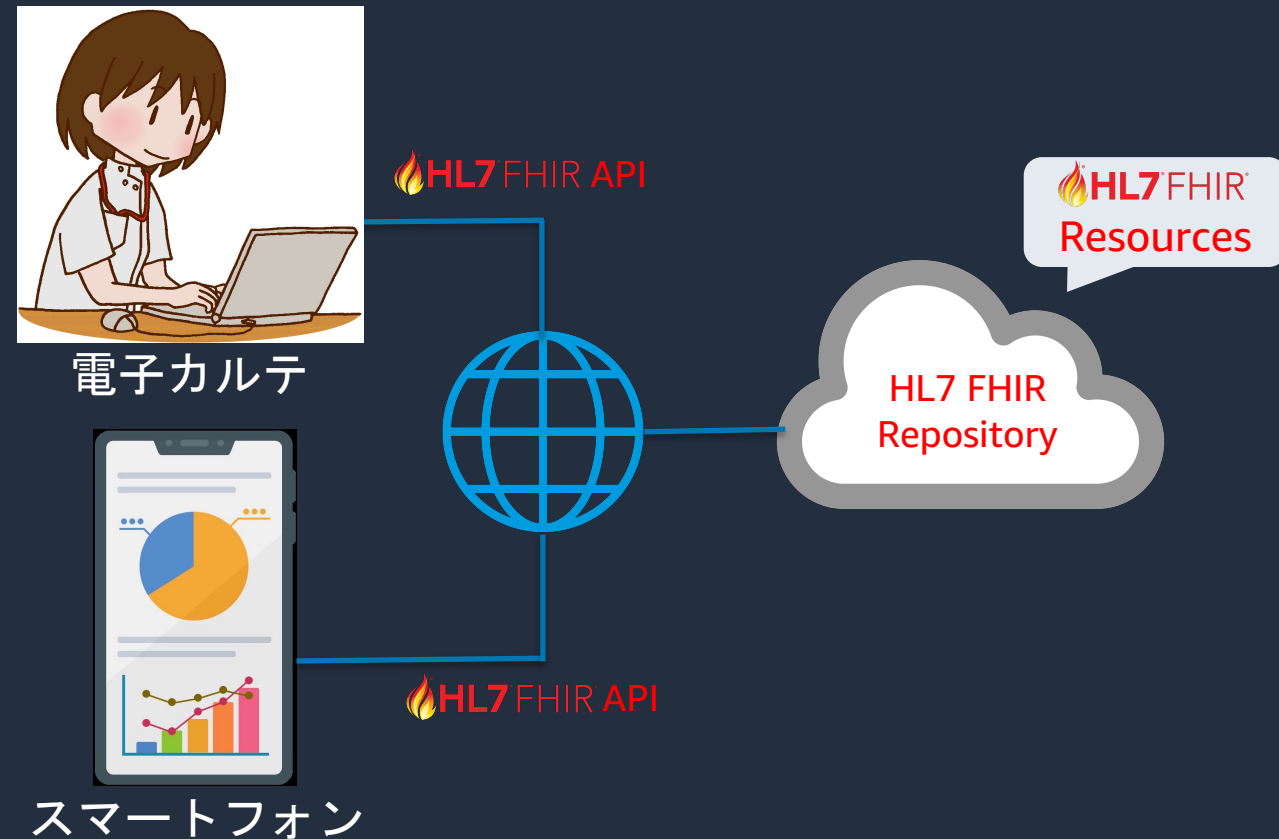 電子カルテ
HL7 FHIR API
HL7 FHIR
Repository
HL7 FHIR
Resources
HL7 FHIR API
スマートフォン